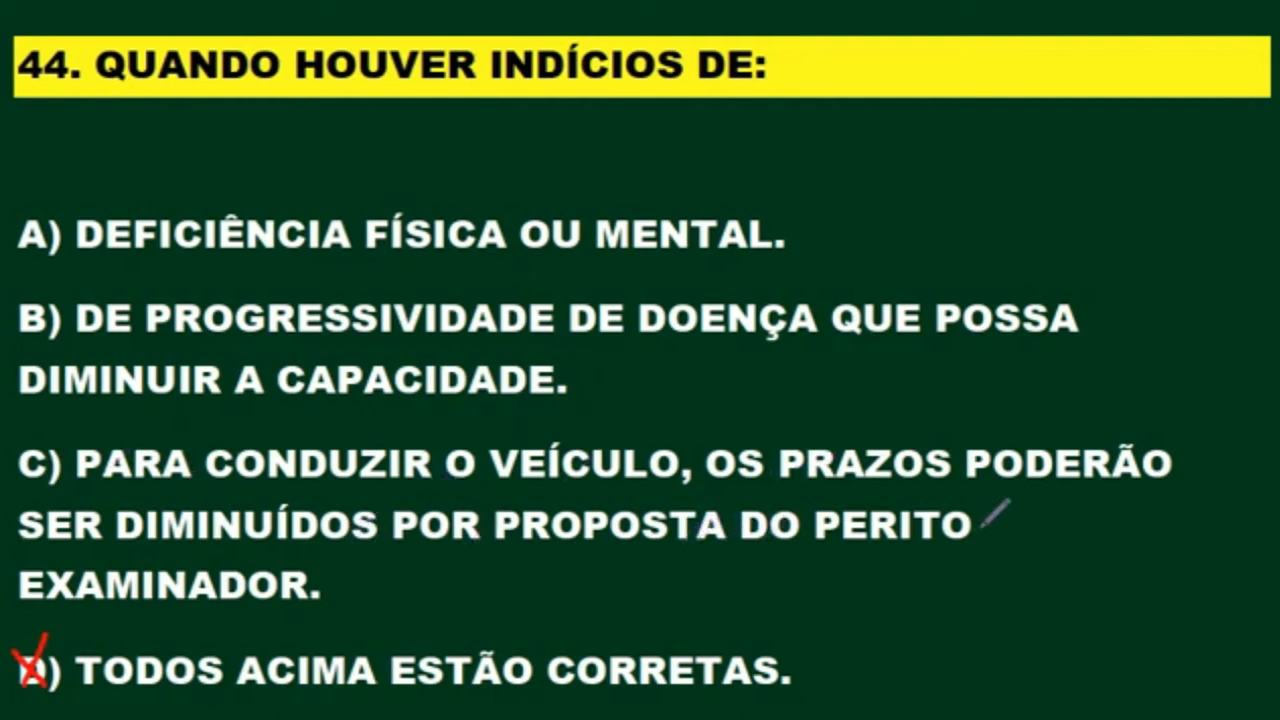 44. QUANDO HOUVER INDÍCIOS DE:
A) DEFICIÊNCIA FÍSICA OU MENTAL.
B) DE PROGRESSIVIDADE DE DOENÇA QUE POSSA
DIMINUIR A CAPACIDADE.
C) PARA CONDUZIR O VEÍCULO, OS PRAZOS PODERÃO
SER DIMINUÍDOS POR PROPOSTA DO PERITO
EXAMINADOR.
D) TODOS ACIMA ESTÃO CORRETAS.